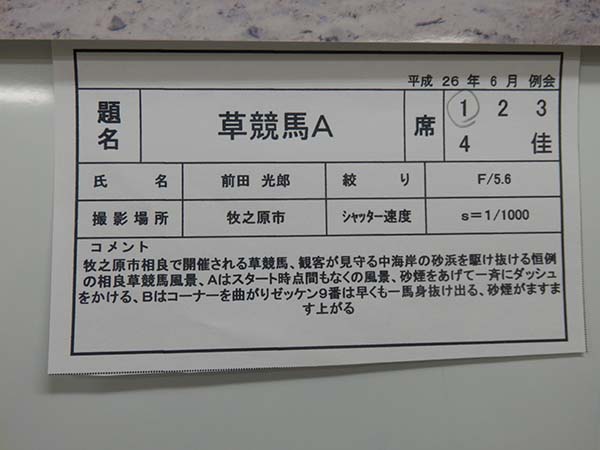 平成 26 年 6 月 例会
題名 草競馬A 席 1 2 3
4 佳
氏 名 前田 光郎 絞 り F/5.6
撮影場所 牧之原市 シャッター速度 s=1/1000
コメント
牧之原市相良で開催される草競馬、観客が見守る中海岸の砂浜を駆け抜ける恒例
の相良草競馬風景、Aはスタート時点間もなくの風景、砂煙をあげて一斉にダッシュ
をかける、Bはコーナーを曲がりゼッケン9番は早くも一馬身抜け出る、砂煙がますま
す上がる